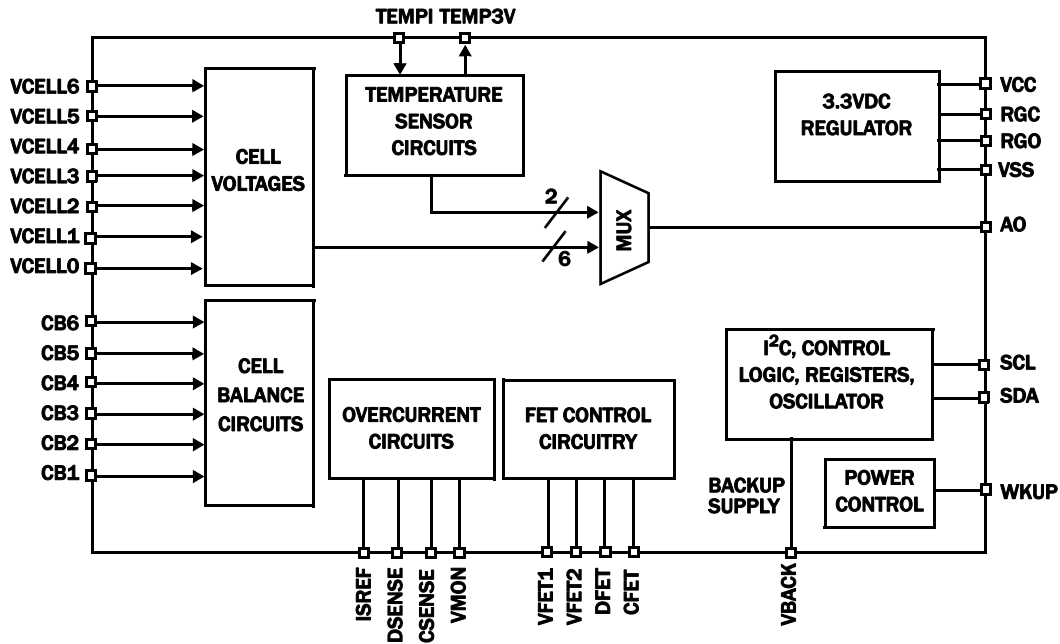 TEMPI TEMP3V
VCELL6
VCELL5
VCELL4
VCELL3
VCELL2
VCELL1
VCELL0
CELL
VOLTAGES
TEMPERATURE
SENSOR
CIRCUITS
2
6
MUX
3.3VDC
REGULATOR
VCC
RGC
RGO
VSS
AO
CB6
CB5
CB4
CB3
CB2
CB1
CELL
BALANCE
CIRCUITS
OVERCURRENT
CIRCUITS
FET CONTROL
CIRCUITRY
I²C, CONTROL
LOGIC, REGISTERS,
OSCILLATOR
SCL
SDA
BACKUP
SUPPLY
POWER
CONTROL
WKUP
ISREF
DSENSE
CSENSE
VMON
VFET1
VFET2
DFET
CFET
VBACK